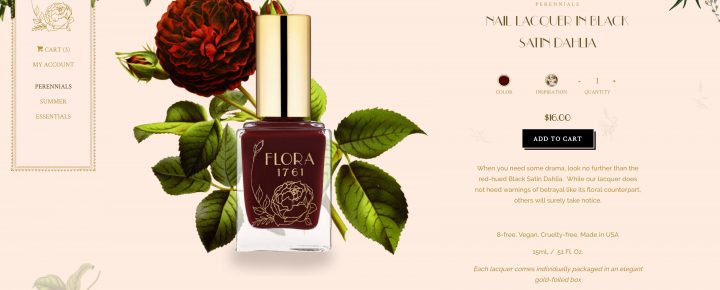 CART (3)
MY ACCOUNT
PERENNIALS
SUMMER
ESSENTIALS
FLORA
1761
PERENNIALS
NAIL LACQUER IN BLACK
SATIN DAHLIA
COLOR
INSPIRATION
- 1 +
QUANTITY
$16.00
ADD TO CART
When you need some drama, look no further than the
red-hued Black Satin Dahlia. While our lacquer does
not heed warnings of betrayal like its floral counterpart,
others will surely take notice.
8-free, Vegan, Cruelty-free, Made in USA
15mL / .51 Fl. Oz.
Each lacquer comes individually packaged in an elegant
gold-foiled box.